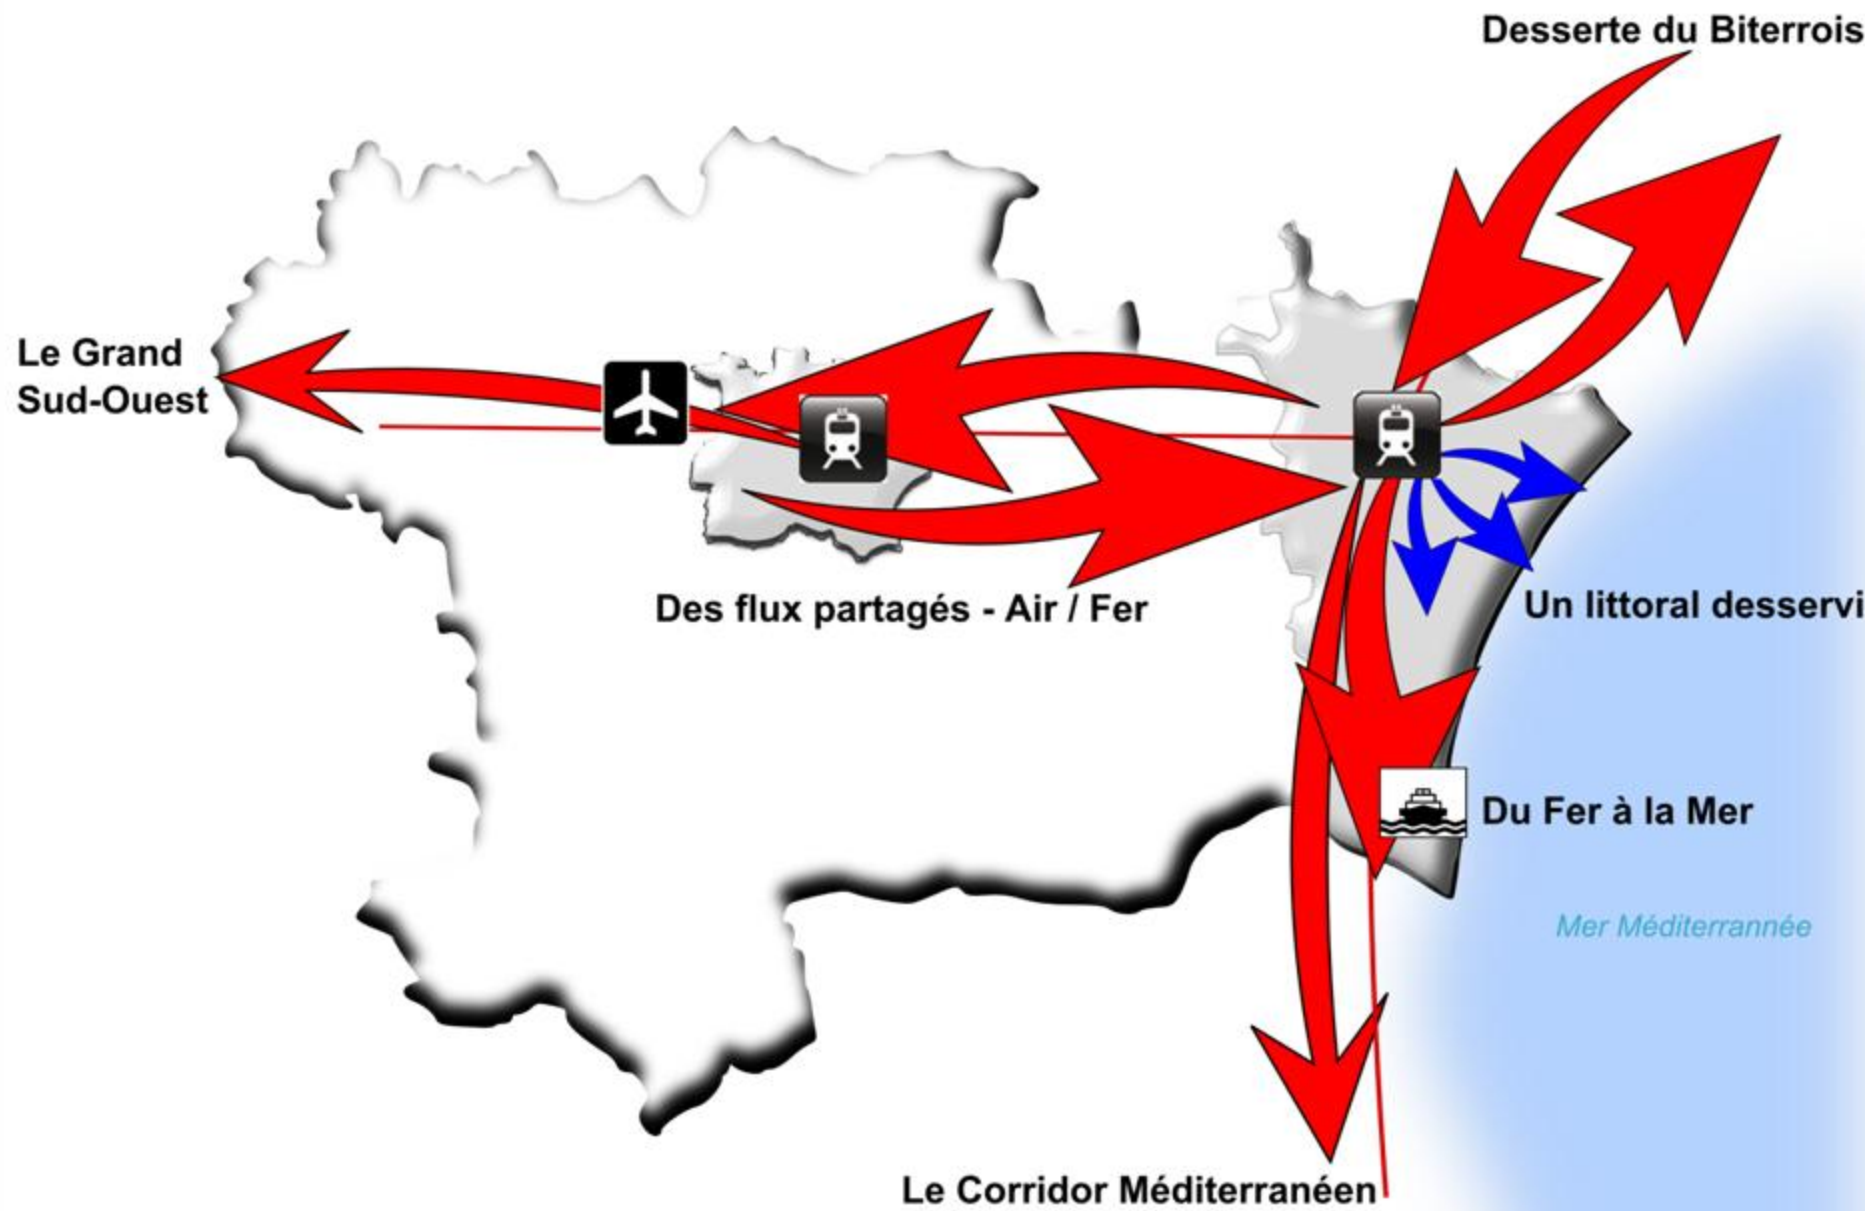 Desserte du Biterrois
Le Grand
Sud-Ouest
Des flux partagés - Air / Fer
Un littoral desservi
Du Fer à la Mer
Mer Méditerrannée
Le Corridor Méditerranéen